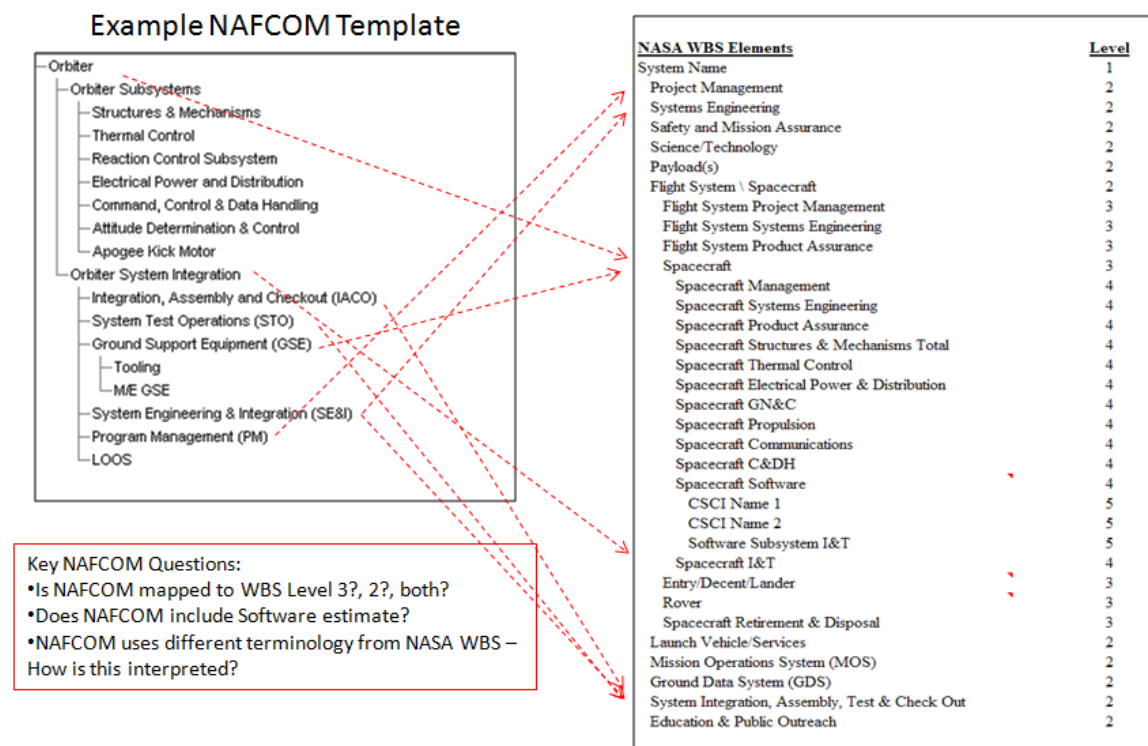 Example NAFCOM Template
Orbiter
Orbiter Subsystems
Structures & Mechanisms
Thermal Control
Reaction Control Subsystem
Electrical Power and Distribution
Command, Control & Data Handling
Attitude Determination & Control
Apogee Kick Motor
Orbiter System Integration
Integration, Assembly and Checkout (IACO)
System Test Operations (STO)
Ground Support Equipment (GSE)
Tooling
M/E GSE
System Engineering & Integration (SE&I)
Program Management (PM)
LOOS
Key NAFCOM Questions:
•Is NAFCOM mapped to WBS Level 3?, 2?, both?
•Does NAFCOM include Software estimate?
•NAFCOM uses different terminology from NASA WBS –
How is this interpreted?
NASA WBS Elements Level
System Name 1
Project Management 2
Systems Engineering 2
Safety and Mission Assurance 2
Science/Technology 2
Payload(s) 2
Flight System \ Spacecraft 2
Flight System Project Management 3
Flight System Systems Engineering 3
Flight System Product Assurance 3
Spacecraft 3
Spacecraft Management 4
Spacecraft Systems Engineering 4
Spacecraft Product Assurance 4
Spacecraft Structures & Mechanisms Total 4
Spacecraft Thermal Control 4
Spacecraft Electrical Power & Distribution 4
Spacecraft GN&C 4
Spacecraft Propulsion 4
Spacecraft Communications 4
Spacecraft C&DH 4
Spacecraft Software 4
CSCI Name 1 5
CSCI Name 2 5
Software Subsystem I&T 5
Spacecraft I&T 4
Entry/Decent/Lander 3
Rover 3
Spacecraft Retirement & Disposal 3
Launch Vehicle/Services 2
Mission Operations System (MOS) 2
Ground Data System (GDS) 2
System Integration, Assembly, Test & Check Out 2
Education & Public Outreach 2